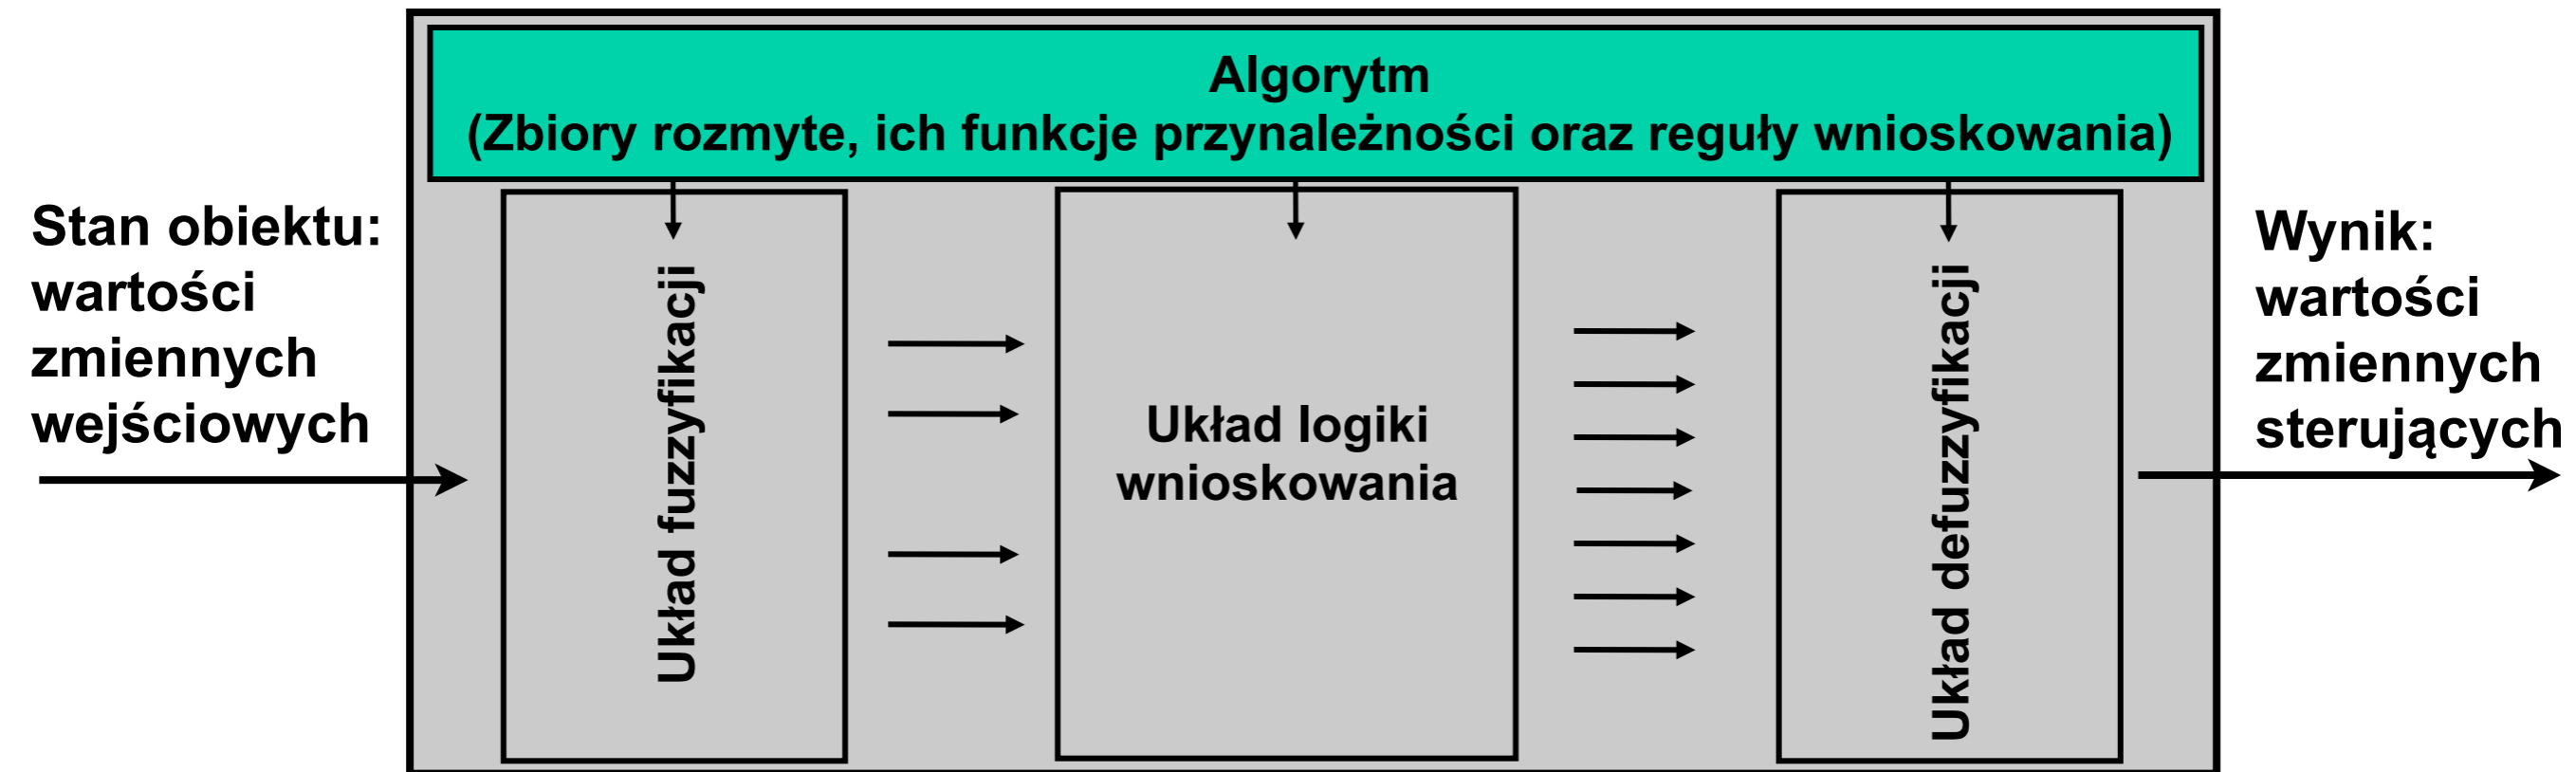 Algorytm
(Zbiory rozmyte, ich funkcje przynależności oraz reguły wnioskowania)
Stan obiektu:
wartości
zmiennych
wejściowych
Układ fuzzyfikacji
Układ logiki
wnioskowania
Układ defuzzyfikacji
Wynik:
wartości
zmiennych
sterujących